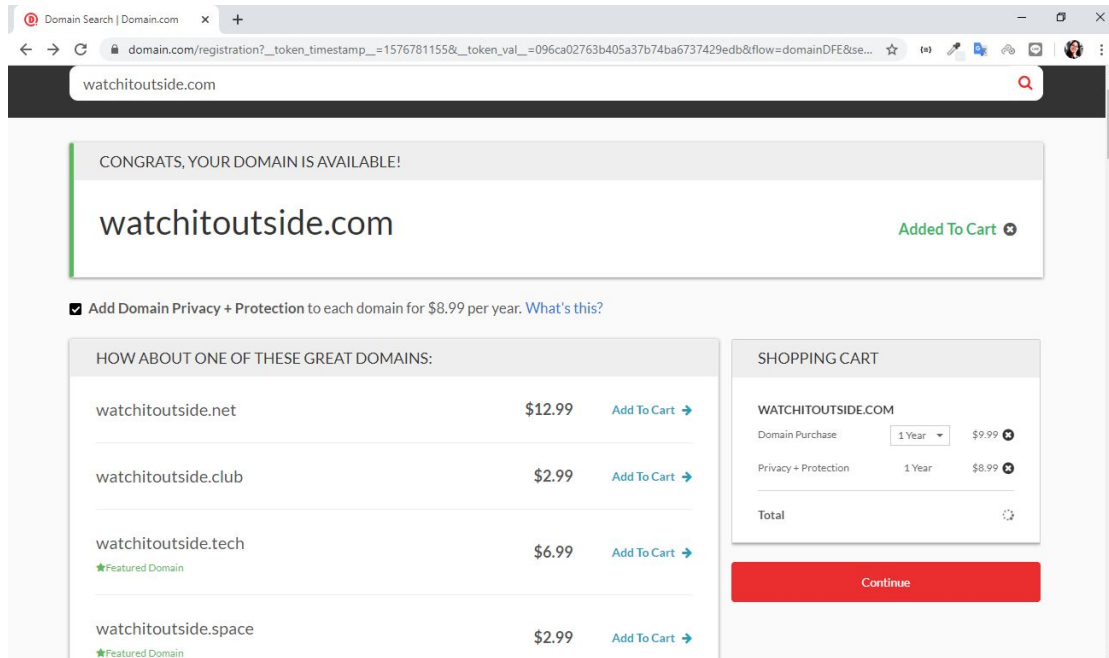 Domain Search | Domain.com
domain.com/registration?_token_timestamp__=1576781155&_token_val__=096ca02763b405a37b74ba6737429edb&flow=domainDFE&se...
watchitoutside.com
CONGRATS, YOUR DOMAIN IS AVAILABLE!
watchitoutside.com
Added To Cart
Add Domain Privacy + Protection to each domain for $8.99 per year. What's this?
HOW ABOUT ONE OF THESE GREAT DOMAINS:
watchitoutside.net $12.99 Add To Cart
watchitoutside.club $2.99 Add To Cart
watchitoutside.tech $6.99 Add To Cart
Featured Domain
watchitoutside.space $2.99 Add To Cart
Featured Domain
SHOPPING CART
WATCHITOUTSIDE.COM
Domain Purchase 1 Year $9.99
Privacy + Protection 1 Year $8.99
Total
Continue